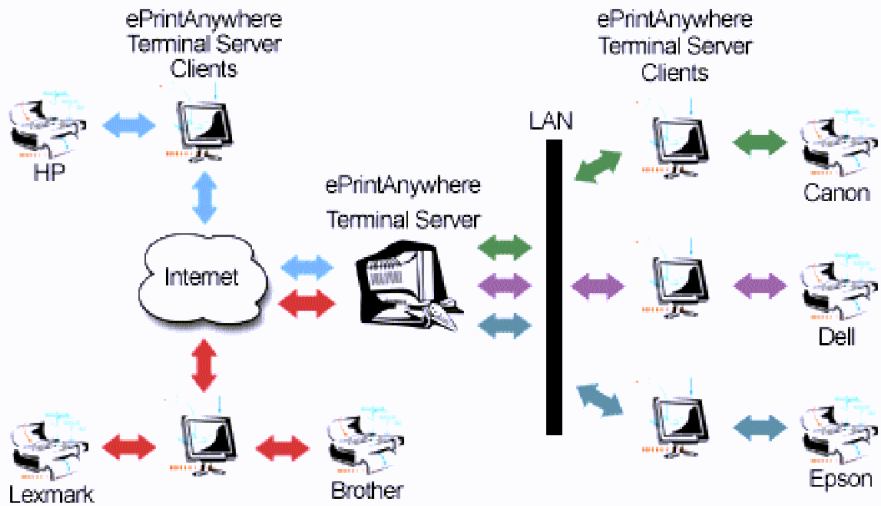 ePrintAnywhere
Terminal Server
Clients
ePrintAnywhere
Terminal Server
Clients
HP
LAN
Canon
ePrintAnywhere
Terminal Server
Internet
Dell
Lexmark
Brother
Epson